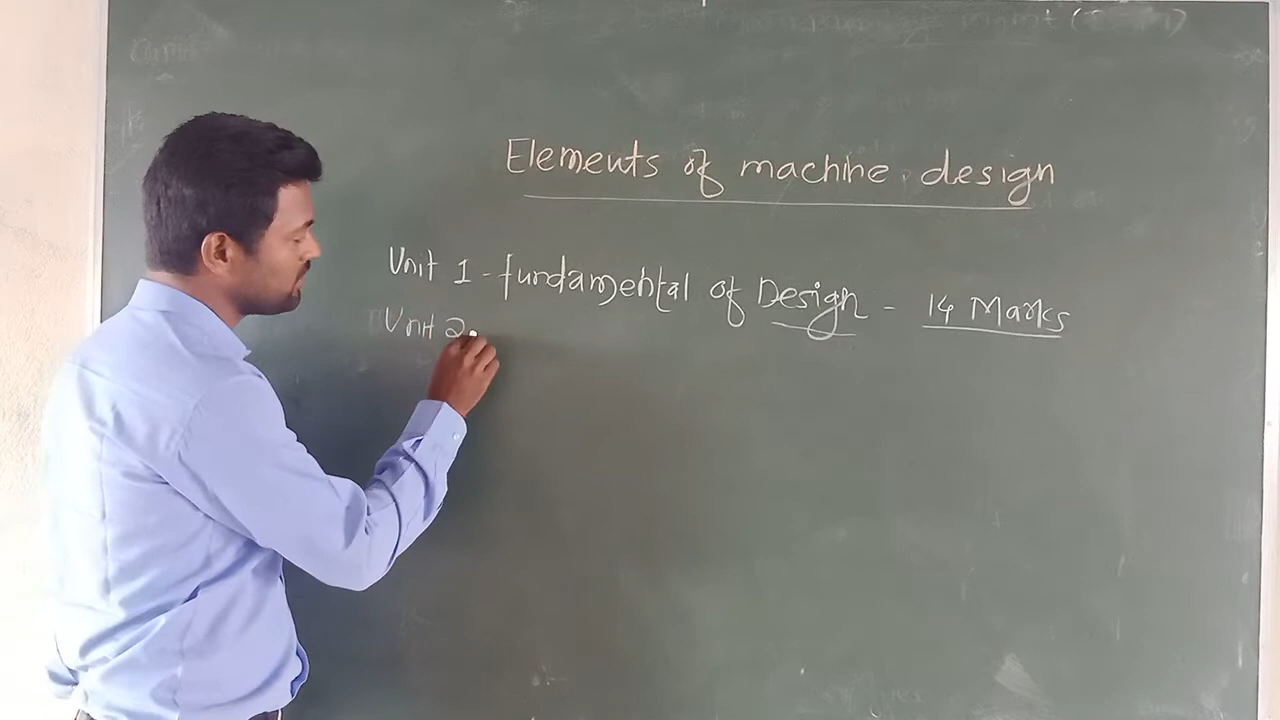 Elements of machine design
Unit 1 - fundamental of Design - 14 Marks
Unit 2